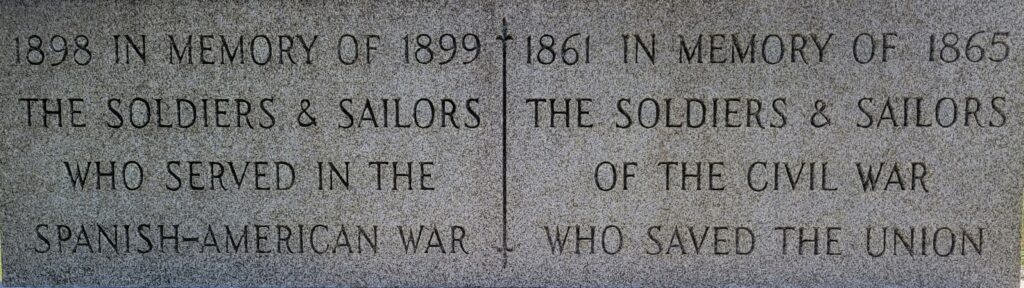 1898 IN MEMORY OF 1899
THE SOLDIERS & SAILORS
WHO SERVED IN THE
SPANISH-AMERICAN WAR
1861 IN MEMORY OF 1865
THE SOLDIERS & SAILORS
OF THE CIVIL WAR
WHO SAVED THE UNION